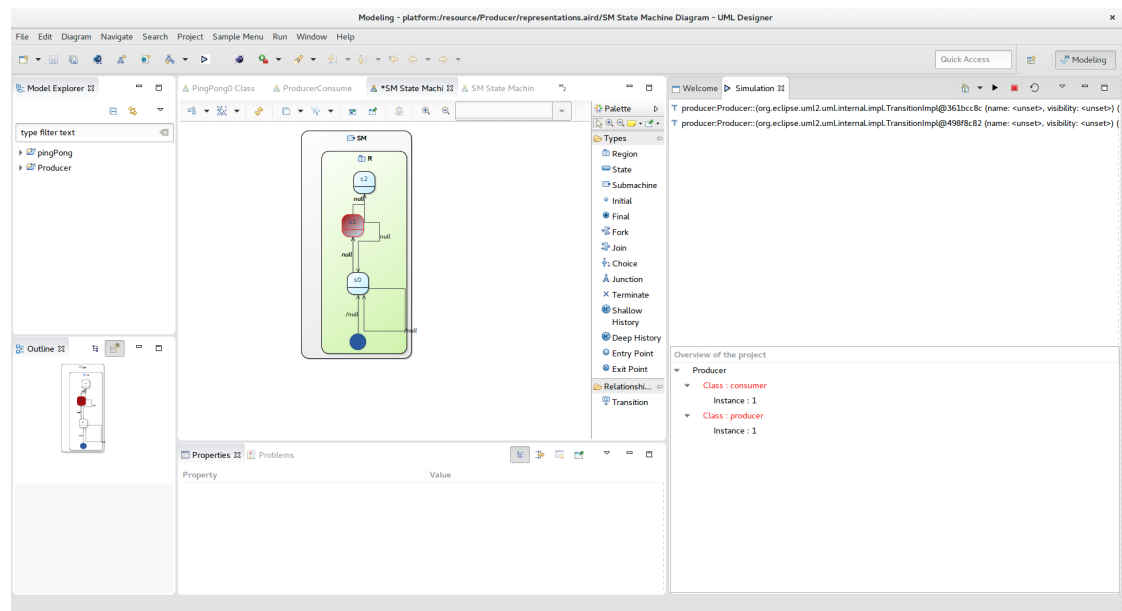 Modeling - platform:/resource/Producer/representations.aird/SM State Machine Diagram - UML Designer
File Edit Diagram Navigate Search Project Sample Menu Run Window Help
Quick Access
Modeling
Model Explorer
type filter text
pingPong
Producer
Outline
PingPong0 Class
ProducerConsume
*SM State Machi
SM State Machin
SM
R
s2
null
s1
null
null
s0
/null
/null
Palette
Types
Region
State
Submachine
Initial
Final
Fork
Join
Choice
Junction
Terminate
Shallow
History
Deep History
Entry Point
Exit Point
Relationshi...
Transition
Properties
Problems
Property Value
Welcome
Simulation
producer:Producer::(org.eclipse.uml2.uml.internal.impl.TransitionImpl@361bcc8c (name: <unset>, visibility: <unset>) (
producer:Producer::(org.eclipse.uml2.uml.internal.impl.TransitionImpl@498f8c82 (name: <unset>, visibility: <unset>) (
Overview of the project
Producer
Class : consumer
Instance : 1
Class : producer
Instance : 1